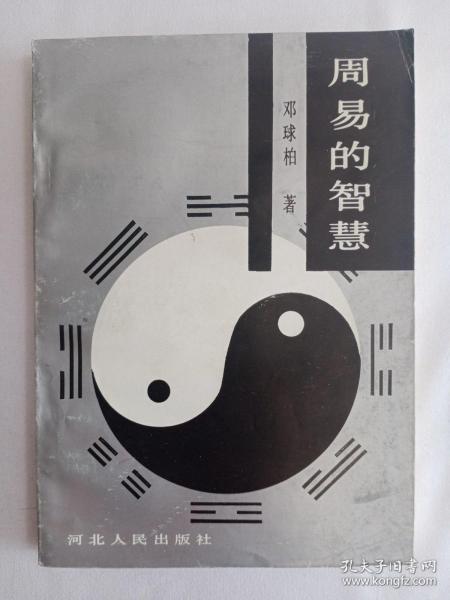 周易的智慧
邓球柏 著
河北人民出版社
孔夫子旧书网
www.kongfz.com